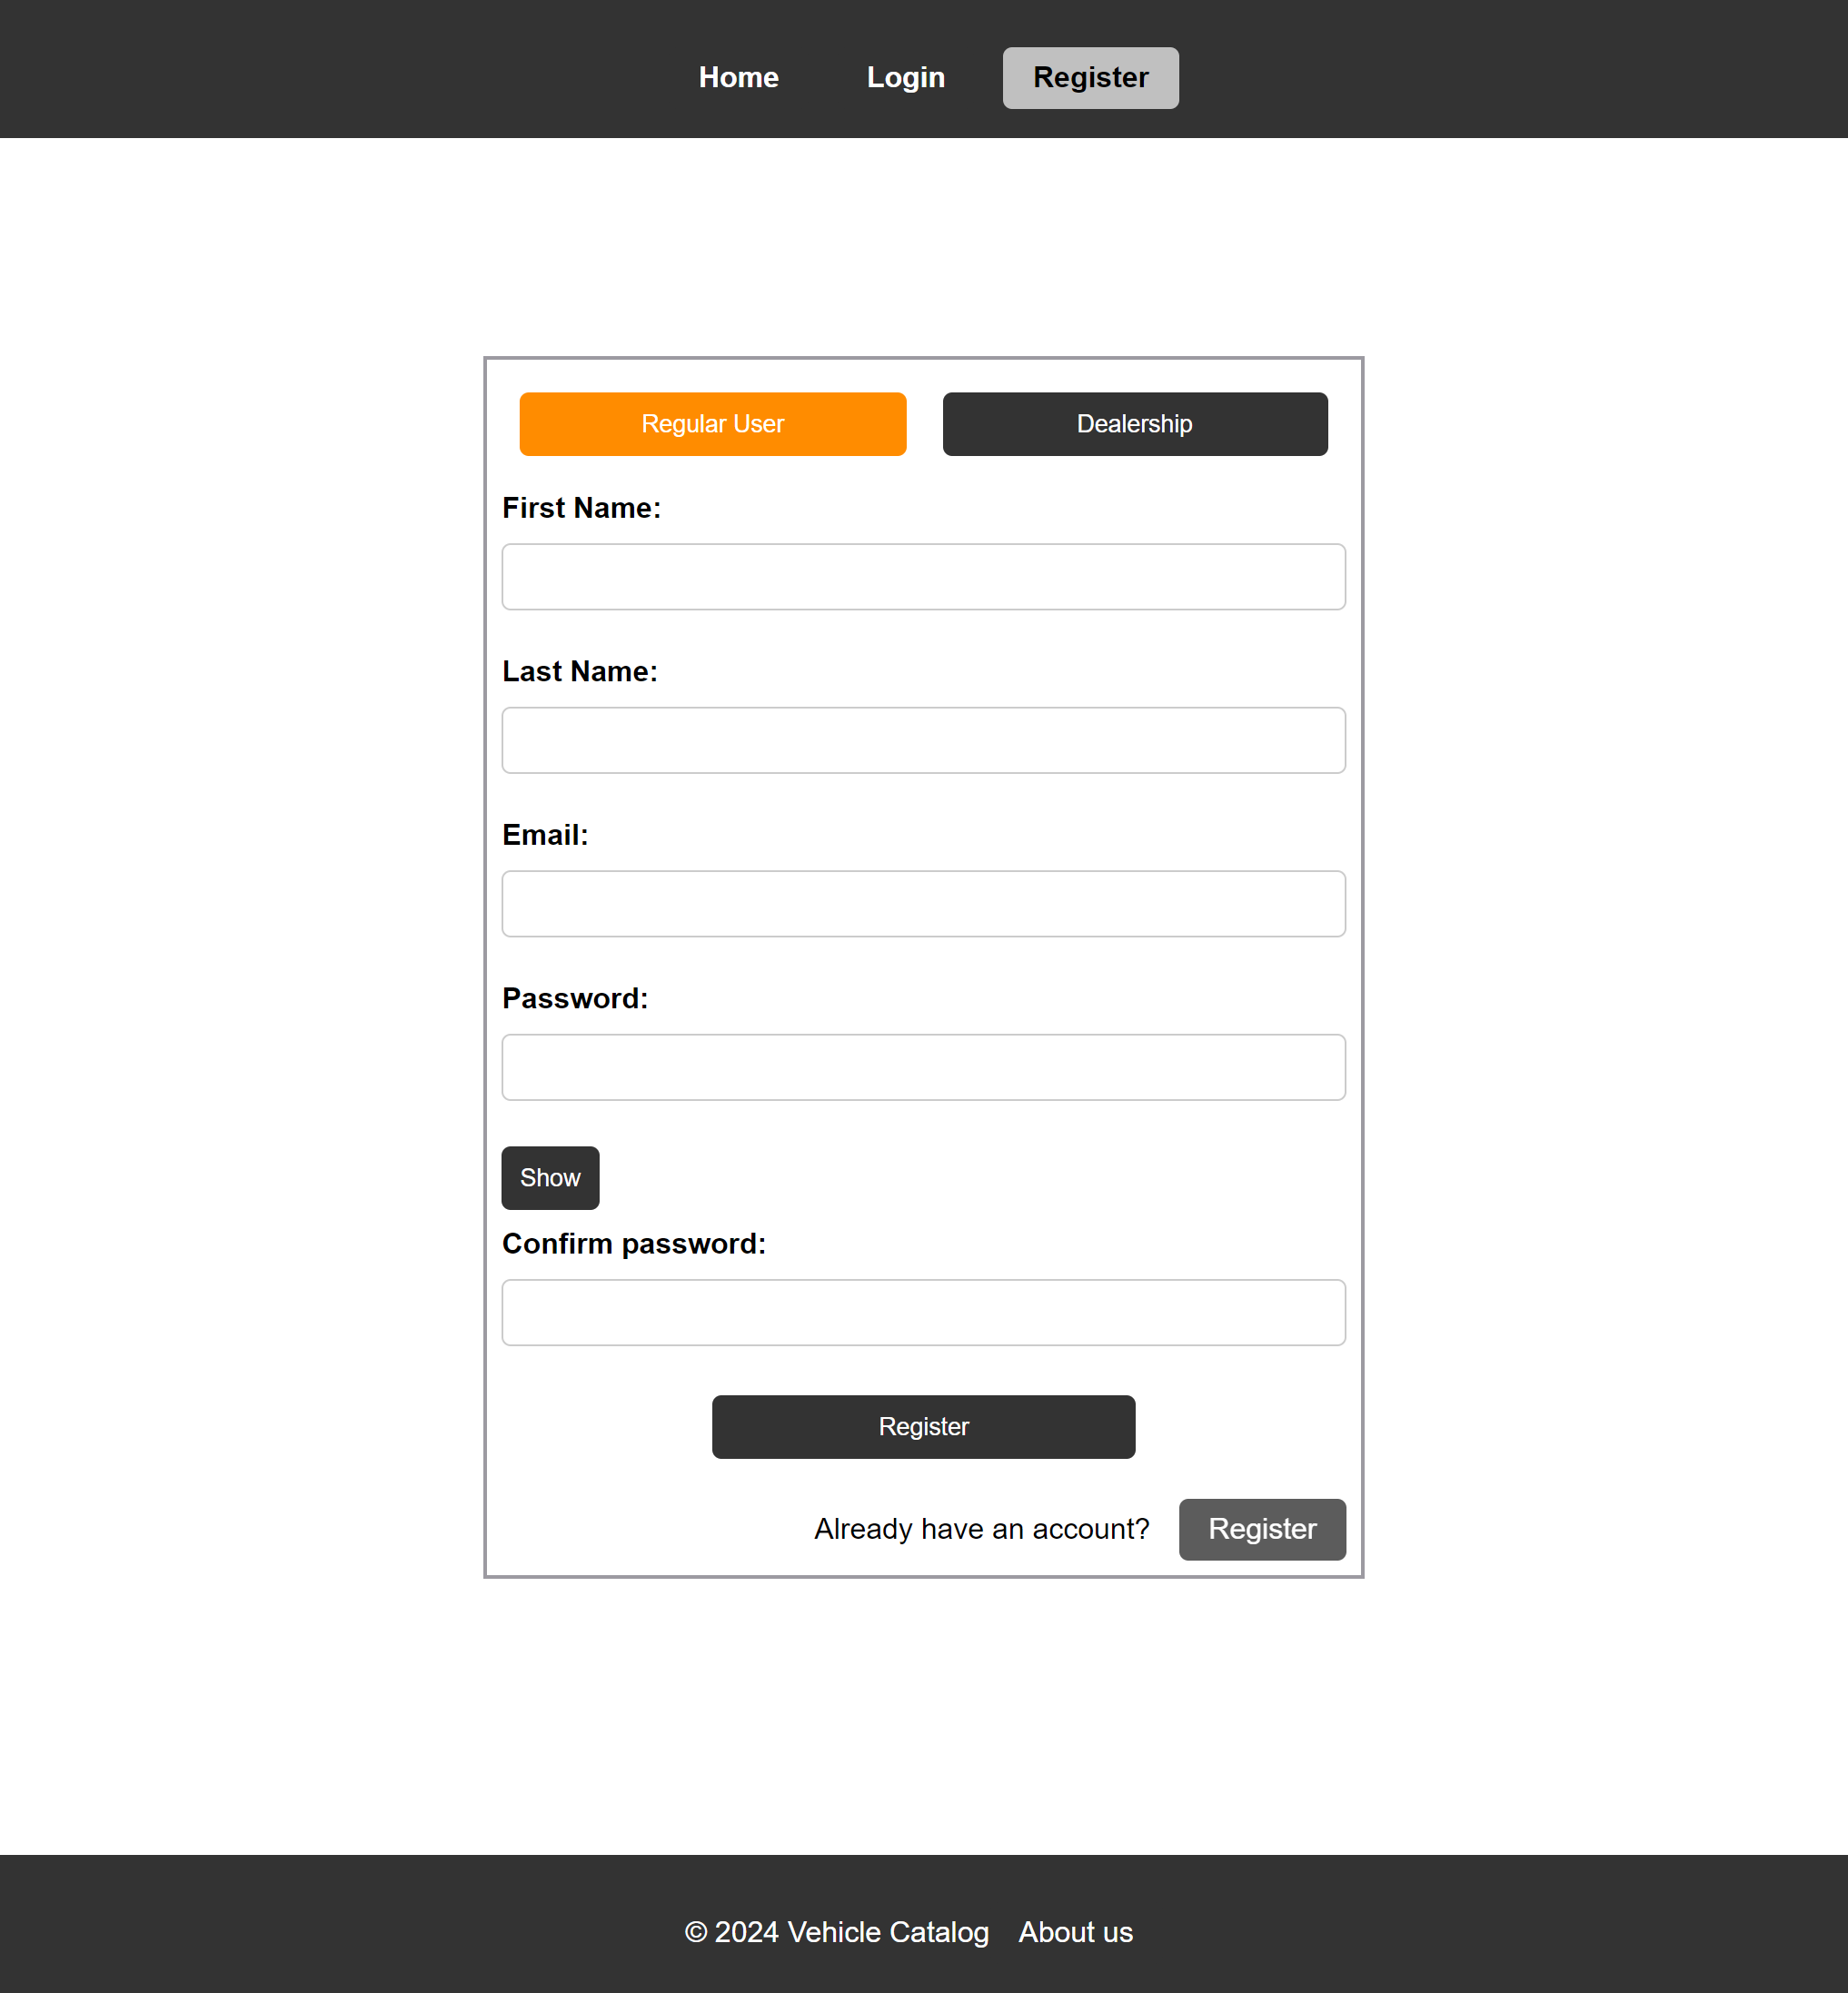 Home Login Register
Regular User Dealership
First Name:
Last Name:
Email:
Password:
Show
Confirm password:
Register
Already have an account? Register
© 2024 Vehicle Catalog About us